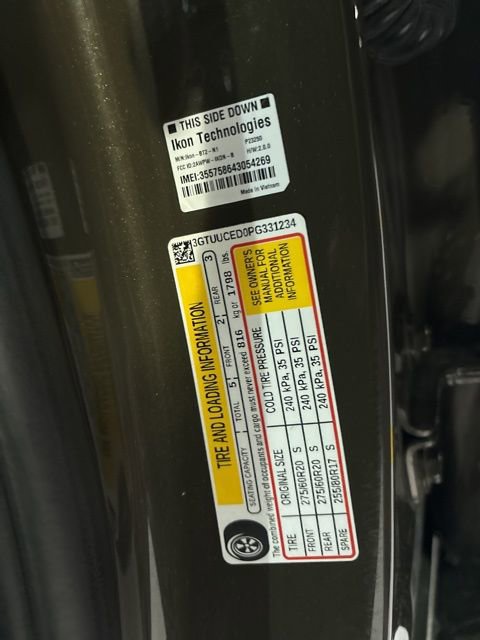 THIS SIDE DOWN
Ikon Technologies
M/N:Ikon-BT2-N1 P23250
FCC ID:2AWPW-IKON-B H/W:2.0.0
IMEI:355758643054269
Made in Vietnam
3GTUUCED0PG331234
TIRE AND LOADING INFORMATION
SEATING CAPACITY TOTAL 5 FRONT 2 REAR 3
The combined weight of occupants and cargo must never exceed 816 kg or 1798 lbs.
TIRE ORIGINAL SIZE COLD TIRE PRESSURE
FRONT 275/60R20 S 240 kPa, 35 PSI
REAR 275/60R20 S 240 kPa, 35 PSI
SPARE 255/80R17 S 240 kPa, 35 PSI
SEE OWNER'S
MANUAL FOR
ADDITIONAL
INFORMATION